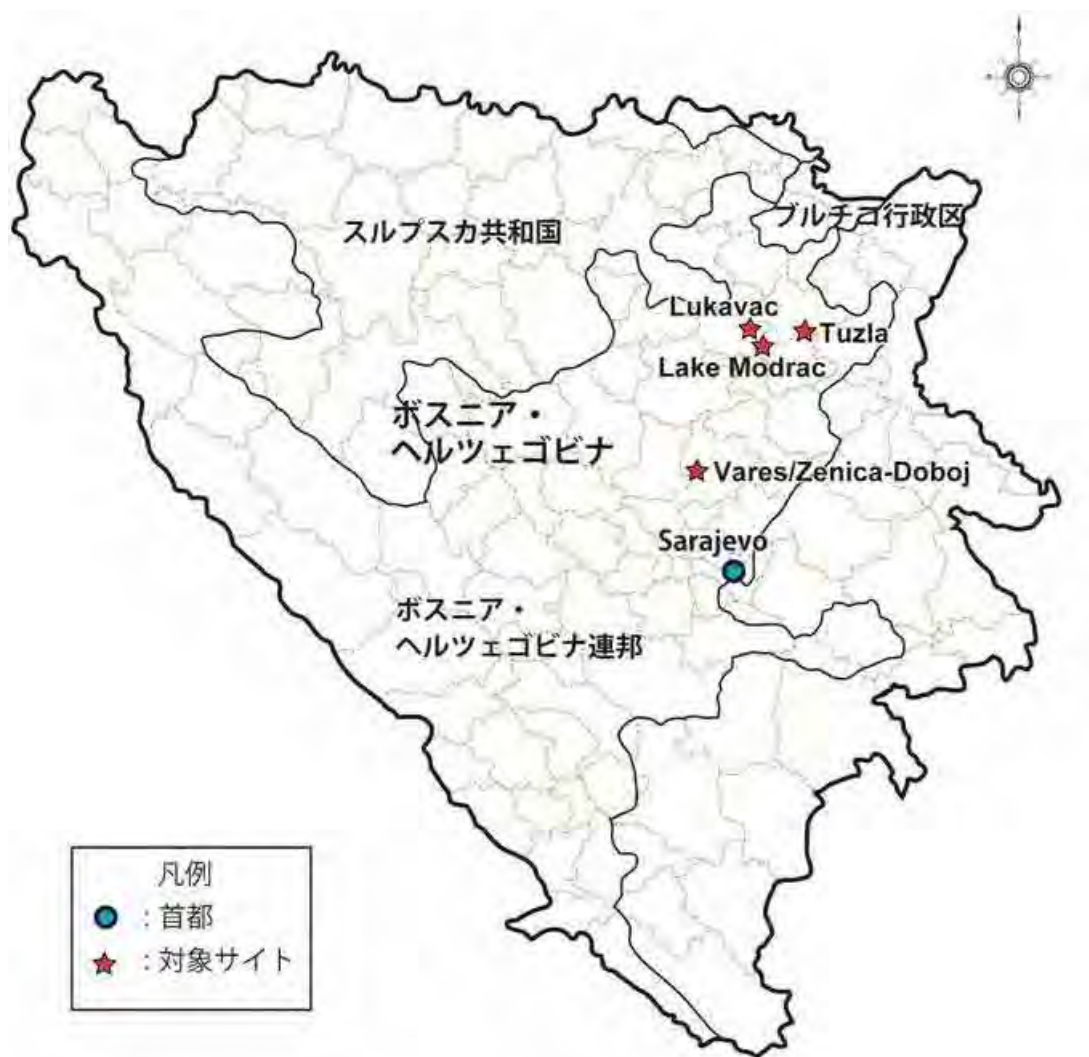 スルプスカ共和国
ブルチコ行政区
Lukavac
Tuzla
Lake Modrac
ボスニア・
ヘルツェゴビナ
Vares/Zenica-Doboj
Sarajevo
ボスニア・
ヘルツェゴビナ連邦
凡例
：首都
：対象サイト